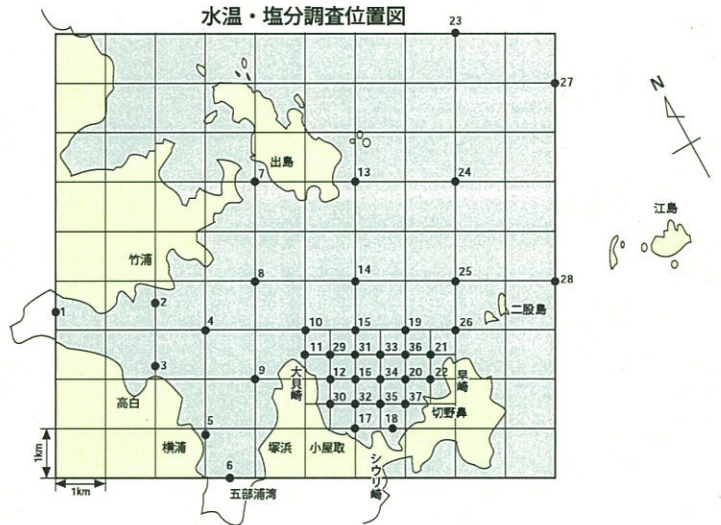 水温・塩分調査位置図
23
27
N
出島
7
13
24
江島
竹浦
8
14
25
28
二股島
1
2
4
10
15
19
26
11
29
31
33
36
21
3
9
大貝崎
12
16
34
20
22
早崎
高白
30
32
35
37
切野鼻
5
横浦
塚浜
小屋取
17
18
1km
6
シウリ崎
1km
五部浦湾